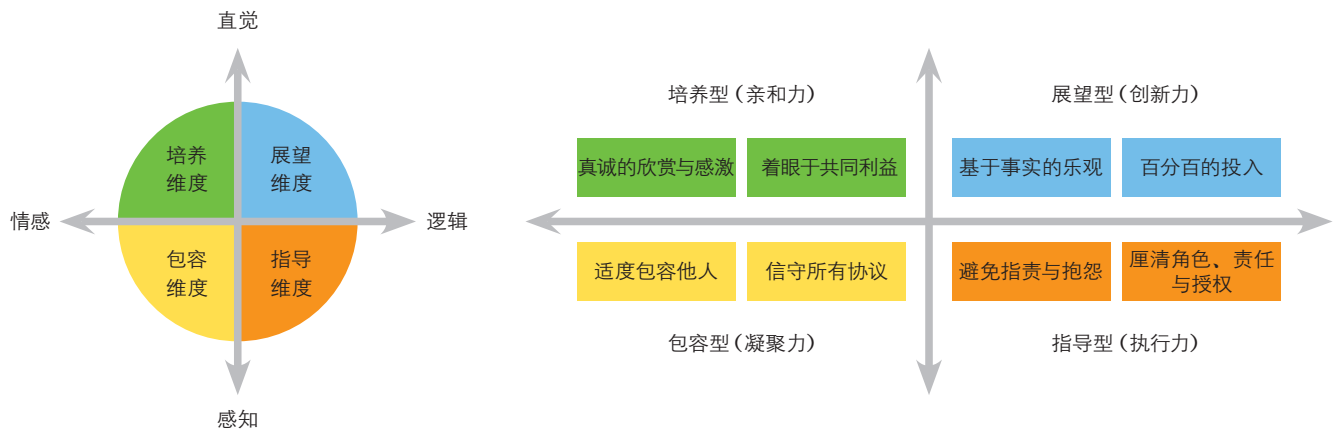 直觉
培养
维度
展望
维度
情感
逻辑
包容
维度
指导
维度
感知
培养型（亲和力）
展望型（创新力）
真诚的欣赏与感激
着眼于共同利益
基于事实的乐观
百分百的投入
适度包容他人
信守所有协议
避免指责与抱怨
厘清角色、责任
与授权
包容型（凝聚力）
指导型（执行力）